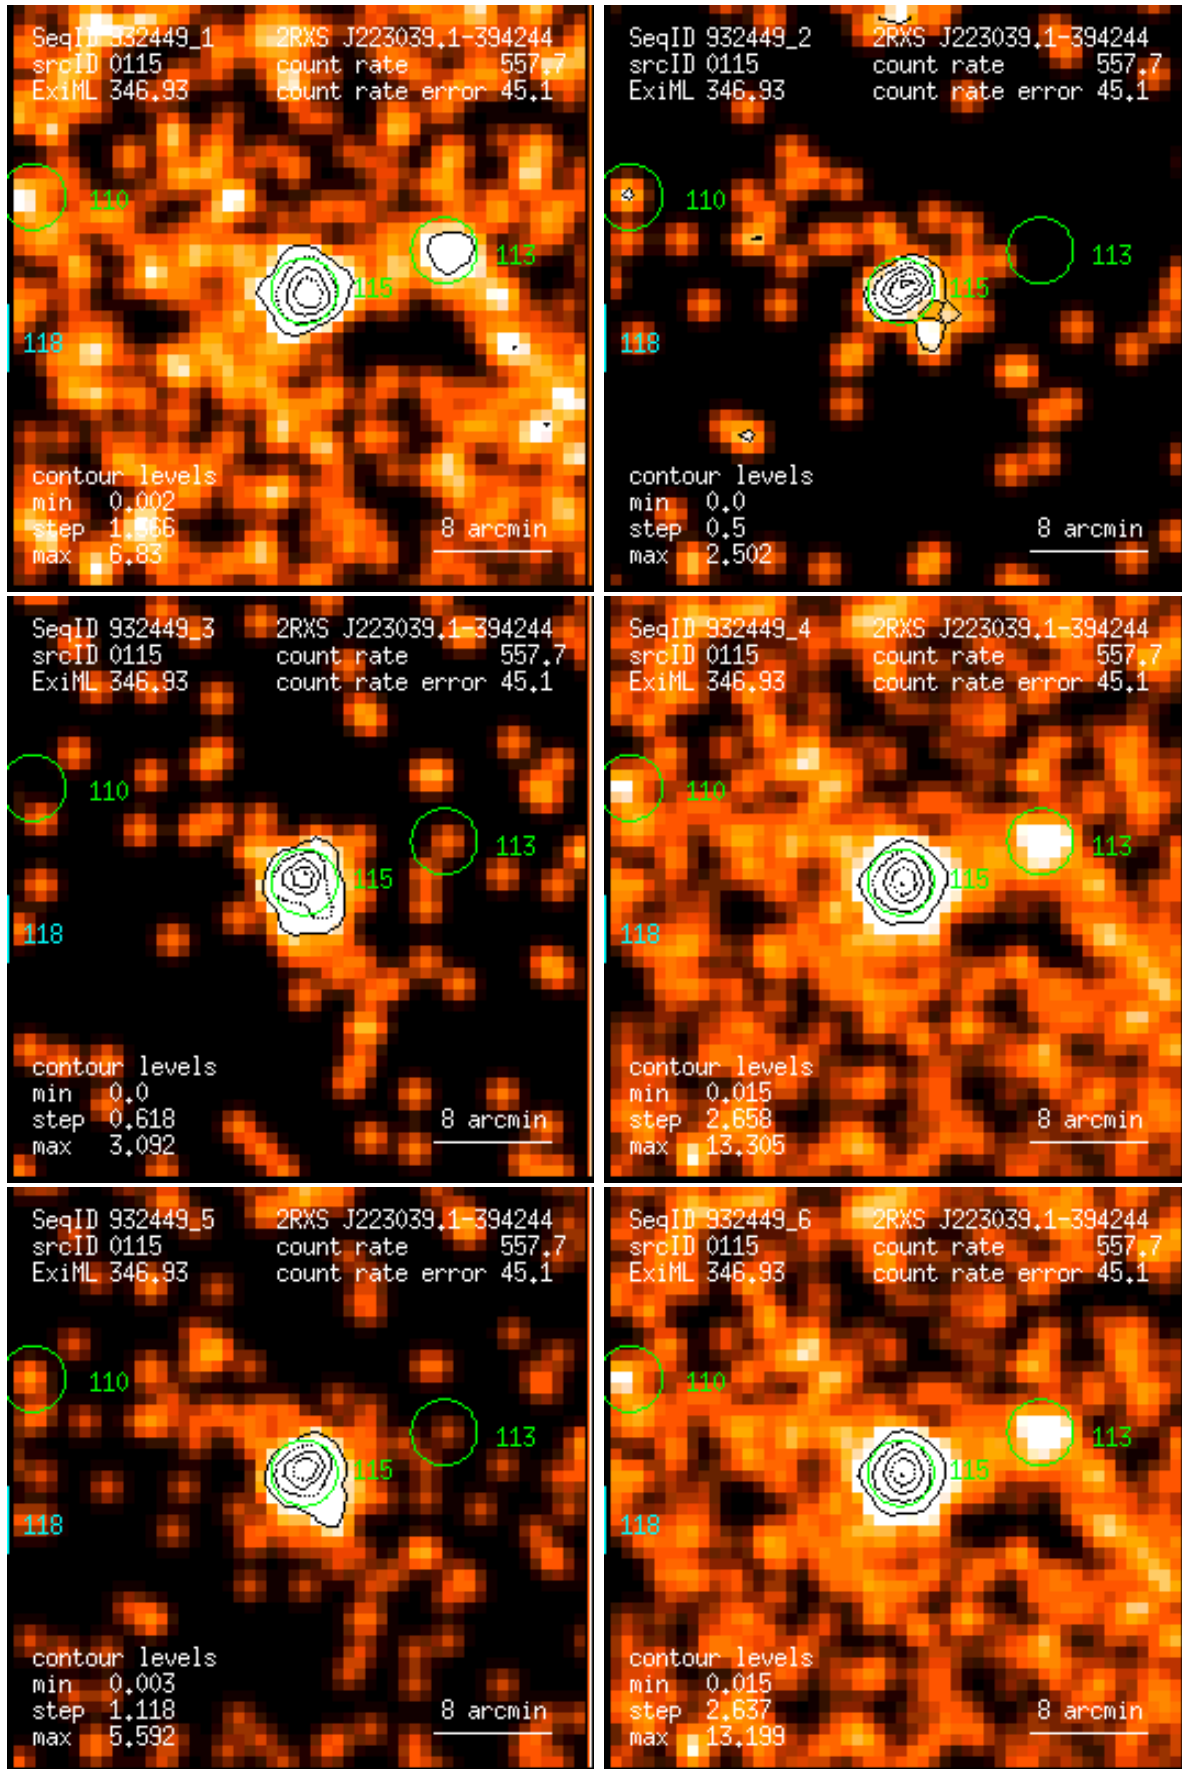 SeqID 932449_1 2RXS J223039.1-394244
srcID 0115 count rate 557.7
ExiML 346.93 count rate error 45.1
110
113
115
118
contour levels
min 0.002
step 1.366
max 6.83
8 arcmin
SeqID 932449_2 2RXS J223039.1-394244
srcID 0115 count rate 557.7
ExiML 346.93 count rate error 45.1
110
113
115
118
contour levels
min 0.0
step 0.5
max 2.502
8 arcmin
SeqID 932449_3 2RXS J223039.1-394244
srcID 0115 count rate 557.7
ExiML 346.93 count rate error 45.1
110
113
115
118
contour levels
min 0.0
step 0.618
max 3.092
8 arcmin
SeqID 932449_4 2RXS J223039.1-394244
srcID 0115 count rate 557.7
ExiML 346.93 count rate error 45.1
110
113
115
118
contour levels
min 0.015
step 2.658
max 13.305
8 arcmin
SeqID 932449_5 2RXS J223039.1-394244
srcID 0115 count rate 557.7
ExiML 346.93 count rate error 45.1
110
113
115
118
contour levels
min 0.003
step 1.118
max 5.592
8 arcmin
SeqID 932449_6 2RXS J223039.1-394244
srcID 0115 count rate 557.7
ExiML 346.93 count rate error 45.1
110
113
115
118
contour levels
min 0.015
step 2.637
max 13.199
8 arcmin